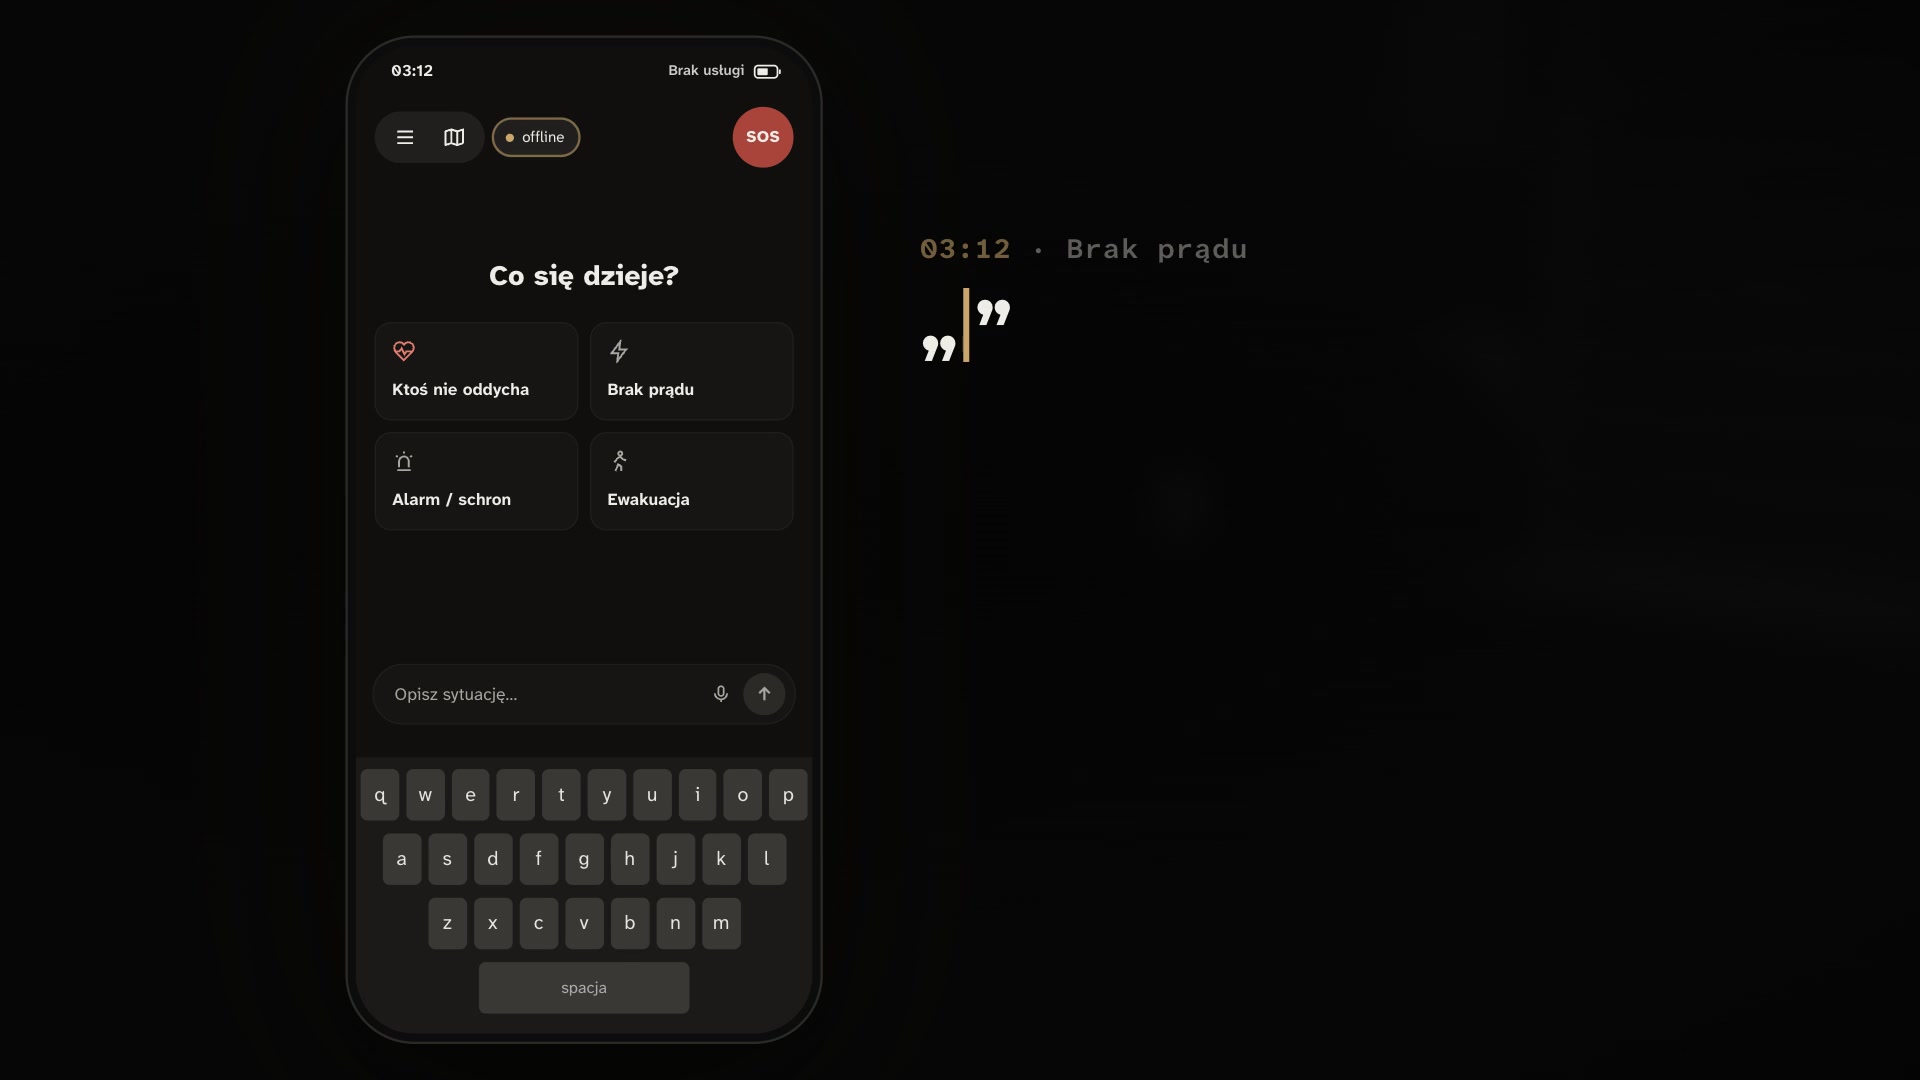 03:12 Brak usługi
offline SOS
Co się dzieje?
Ktoś nie oddycha
Brak prądu
Alarm / schron
Ewakuacja
Opisz sytuację...
q w e r t y u i o p
a s d f g h j k l
z x c v b n m
spacja
03:12 · Brak prądu
„”